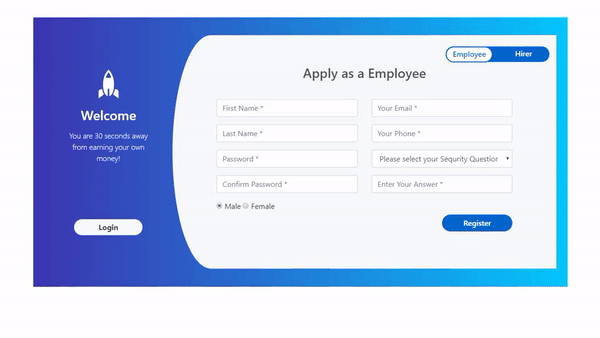 Employee
Hirer
Apply as a Employee
Welcome
You are 30 seconds away
from earning your own
money!
Login
First Name *
Your Email *
Last Name *
Your Phone *
Password *
Please select your Sequrity Question
Confirm Password *
Enter Your Answer *
Male
Female
Register